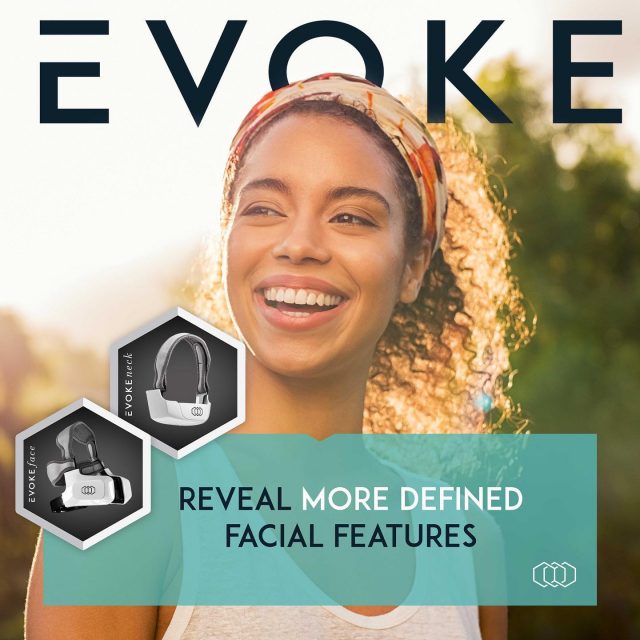 EVOKE
EVOKEneck
EVOKEface
REVEAL MORE DEFINED
FACIAL FEATURES